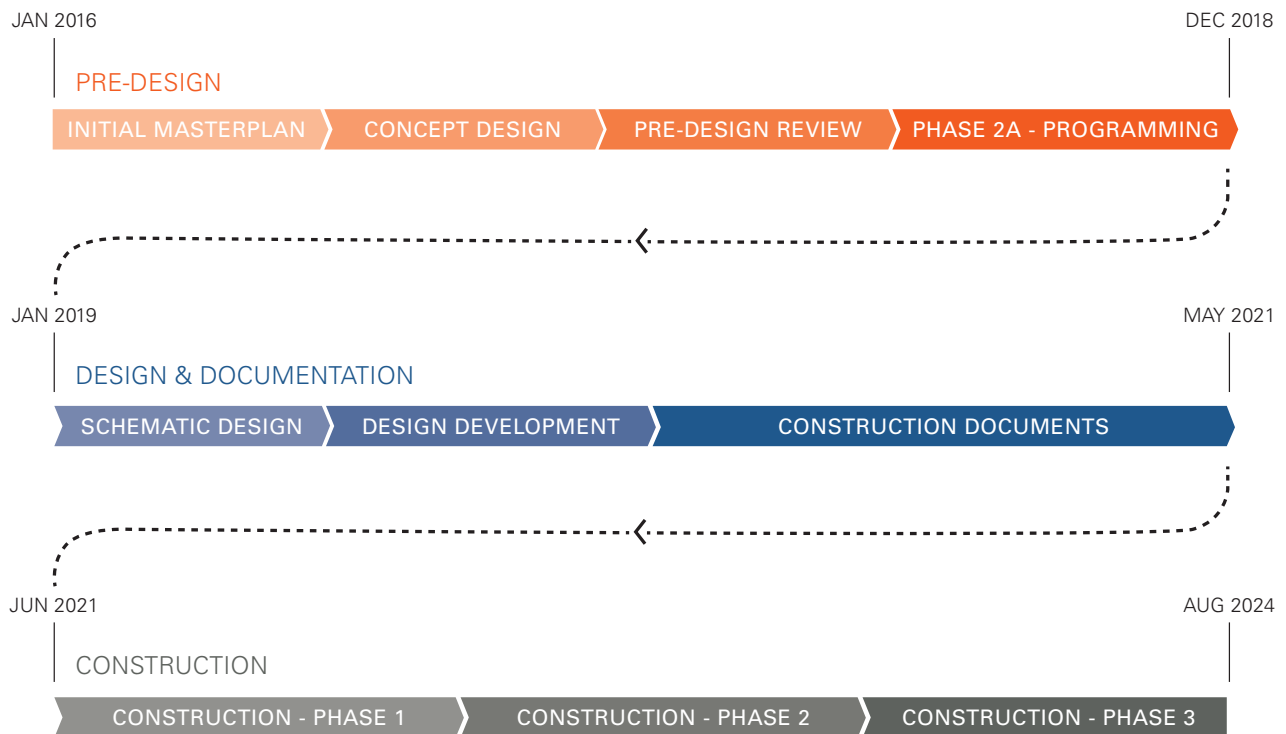 JAN 2016
DEC 2018
PRE-DESIGN
INITIAL MASTERPLAN
CONCEPT DESIGN
PRE-DESIGN REVIEW
PHASE 2A - PROGRAMMING
JAN 2019
MAY 2021
DESIGN & DOCUMENTATION
SCHEMATIC DESIGN
DESIGN DEVELOPMENT
CONSTRUCTION DOCUMENTS
JUN 2021
AUG 2024
CONSTRUCTION
CONSTRUCTION - PHASE 1
CONSTRUCTION - PHASE 2
CONSTRUCTION - PHASE 3